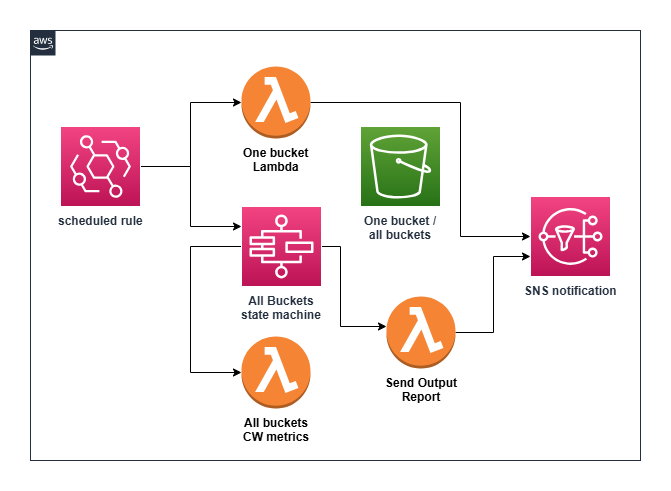 aws
One bucket
Lambda
scheduled rule
One bucket /
all buckets
All Buckets
state machine
SNS notification
Send Output
Report
All buckets
CW metrics